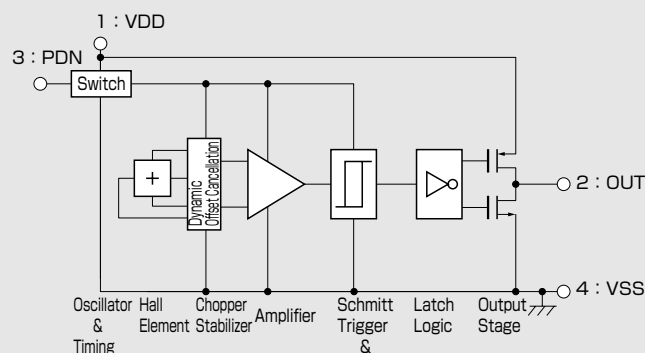 1：VDD
3：PDN
Switch
Dynamic
Offset Cancellation
2：OUT
4：VSS
Oscillator
&
Timing
Hall
Element
Chopper
Stabilizer
Amplifier
Schmitt
Trigger
&
Latch
Logic
Output
Stage